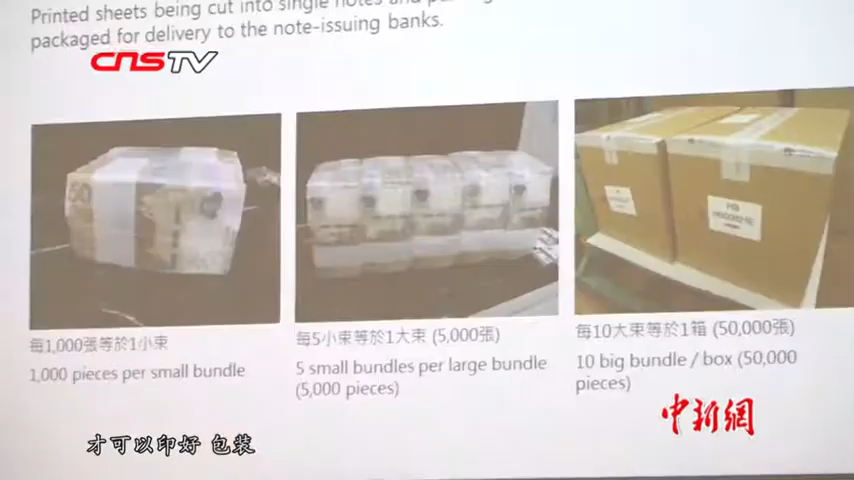 Printed sheets being cut into single notes and
packaged for delivery to the note-issuing banks.
CNSTV
50
每1,000張等於1小束
1,000 pieces per small bundle
每5小束等於1大束 (5,000張)
5 small bundles per large bundle
(5,000 pieces)
每10大束等於1箱 (50,000張)
10 big bundle / box (50,000
pieces)
中新網
才可以印好 包装